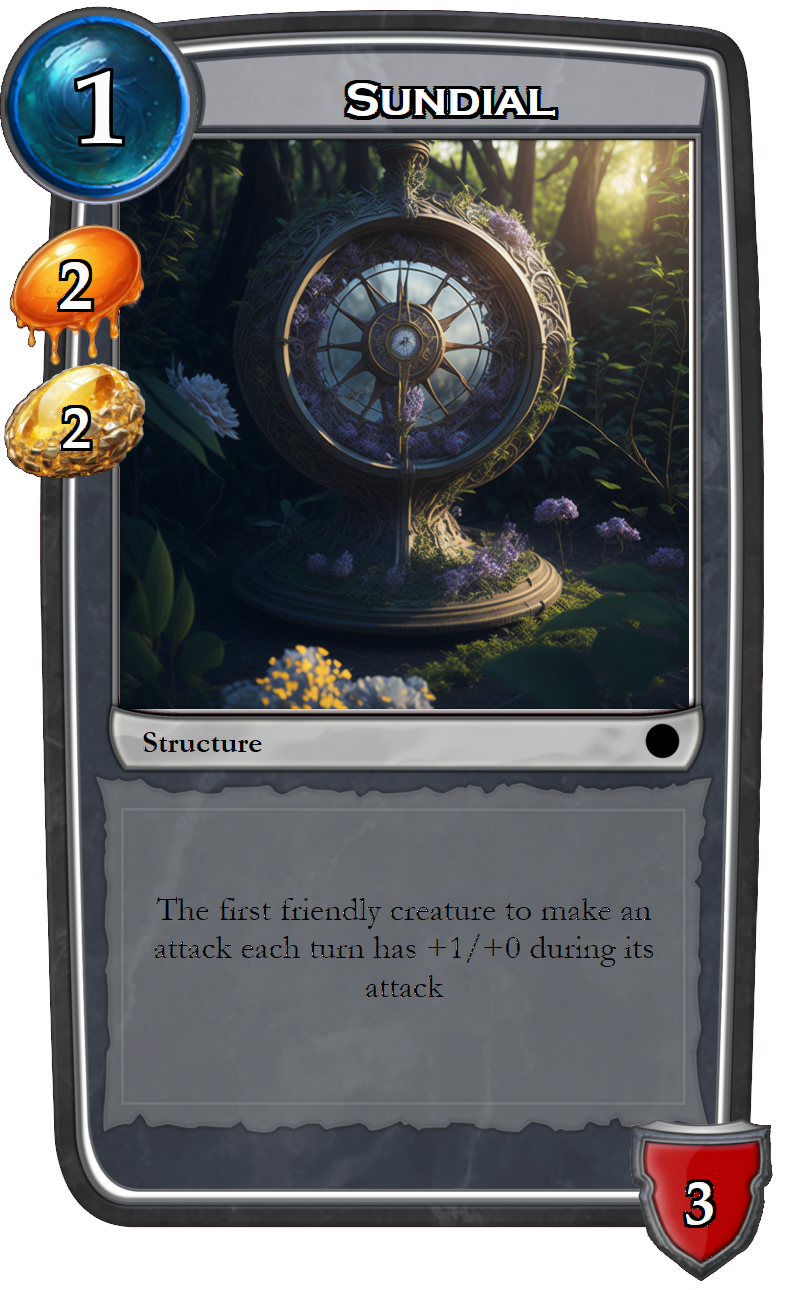 1
Sundial
2
2
Structure
The first friendly creature to make an
attack each turn has +1/+0 during its
attack
3